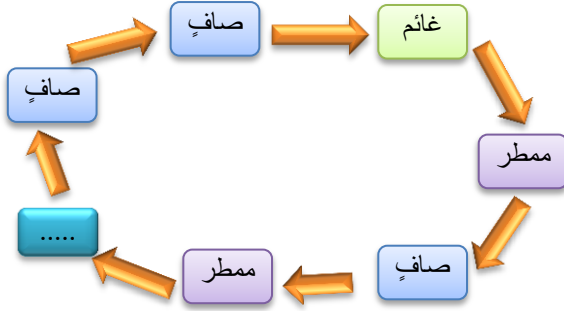 صافٍ
غائم
ممطر
صافٍ
ممطر
.....
صافٍ